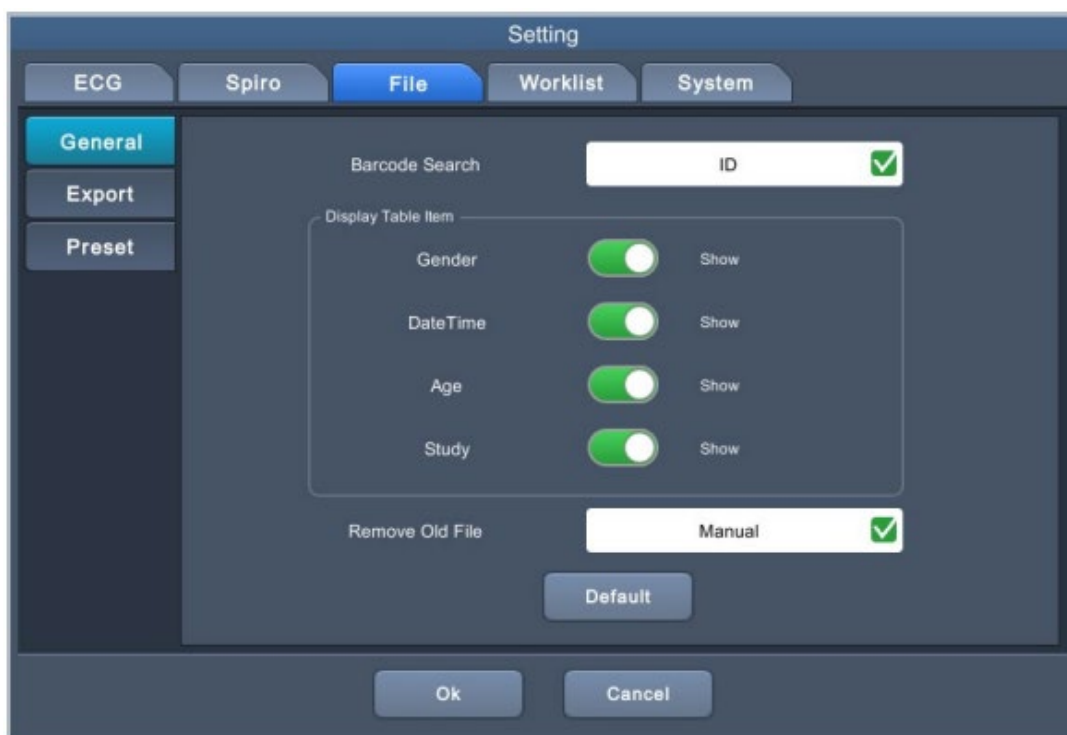 Setting
ECG Spiro File Worklist System
General
Export
Preset
Barcode Search ID
Display Table Item
Gender Show
DateTime Show
Age Show
Study Show
Remove Old File Manual
Default
Ok Cancel